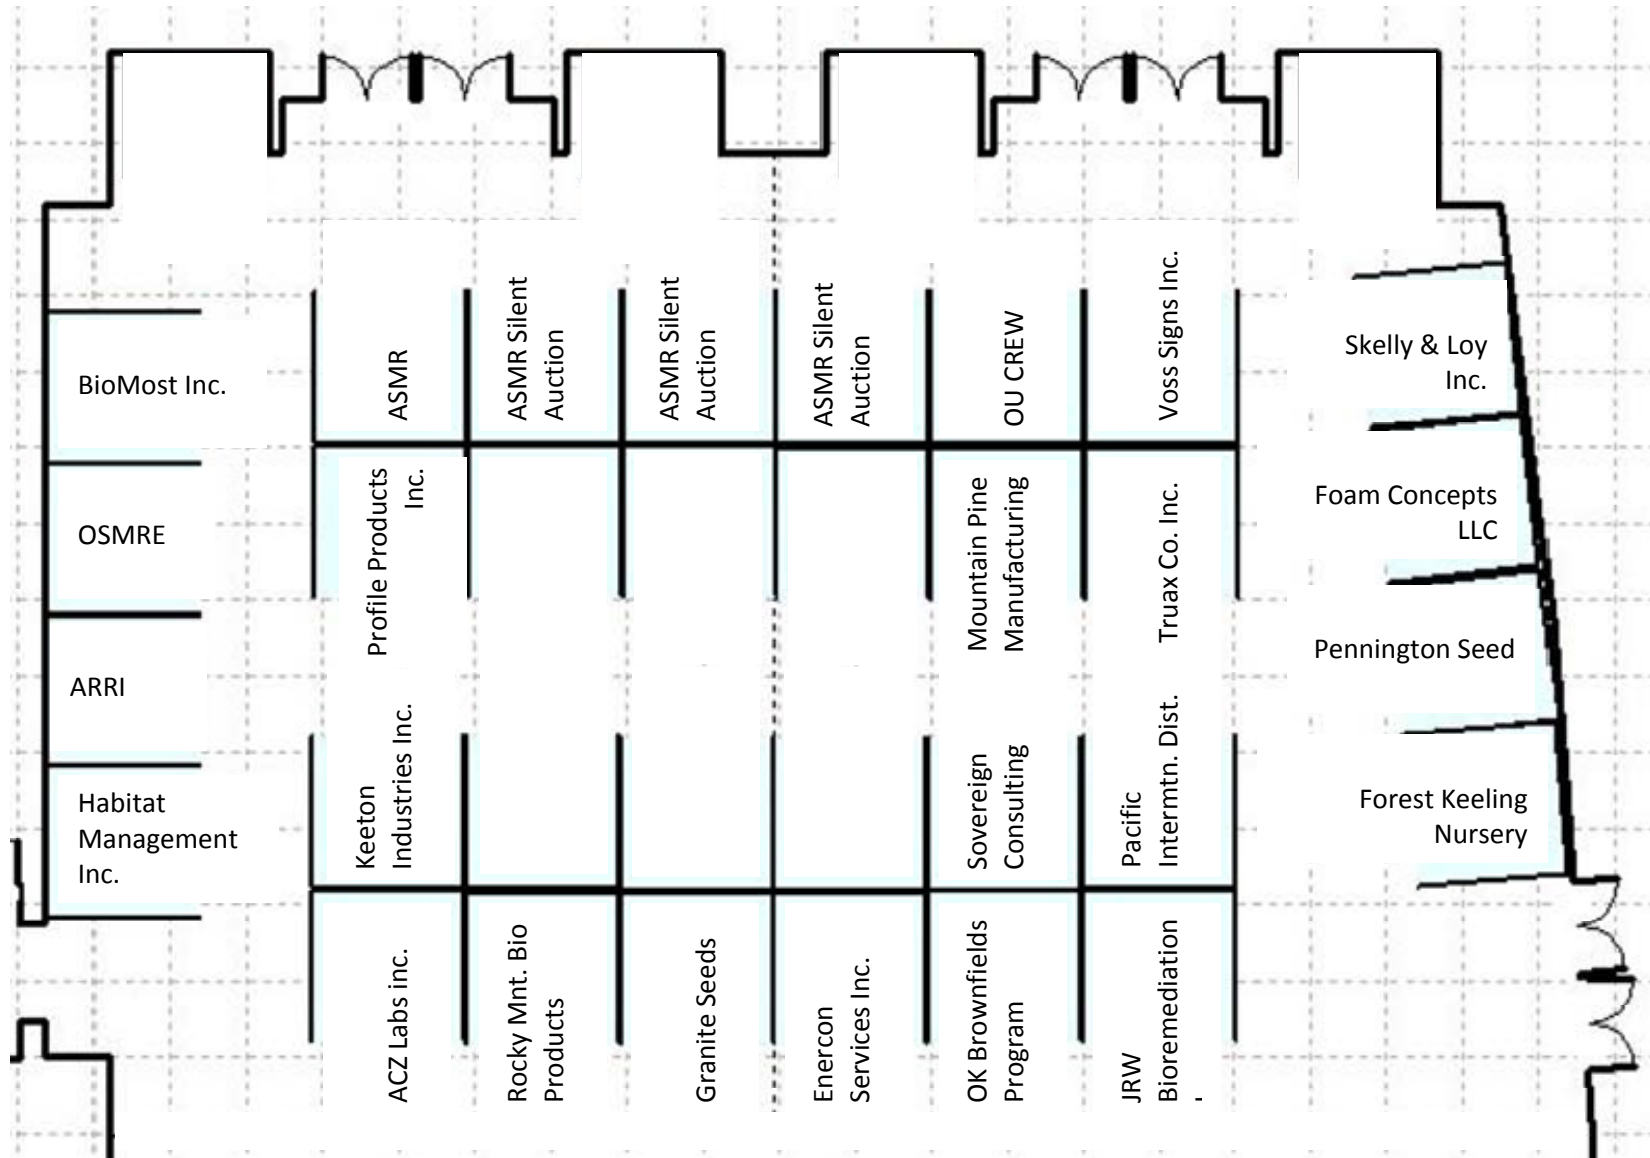 BioMost Inc.
OSMRE
ARRI
Habitat
Management
Inc.
ASMR
ASMR Silent
Auction
ASMR Silent
Auction
ASMR Silent
Auction
OU CREW
Voss Signs Inc.
Profile Products
Inc.
Mountain Pine
Manufacturing
Truax Co. Inc.
Keeton
Industries Inc.
Sovereign
Consulting
Pacific
Intermtn. Dist.
ACZ Labs inc.
Rocky Mnt. Bio
Products
Granite Seeds
Enercon
Services Inc.
OK Brownfields
Program
JRW
Bioremediation
Skelly & Loy
Inc.
Foam Concepts
LLC
Pennington Seed
Forest Keeling
Nursery